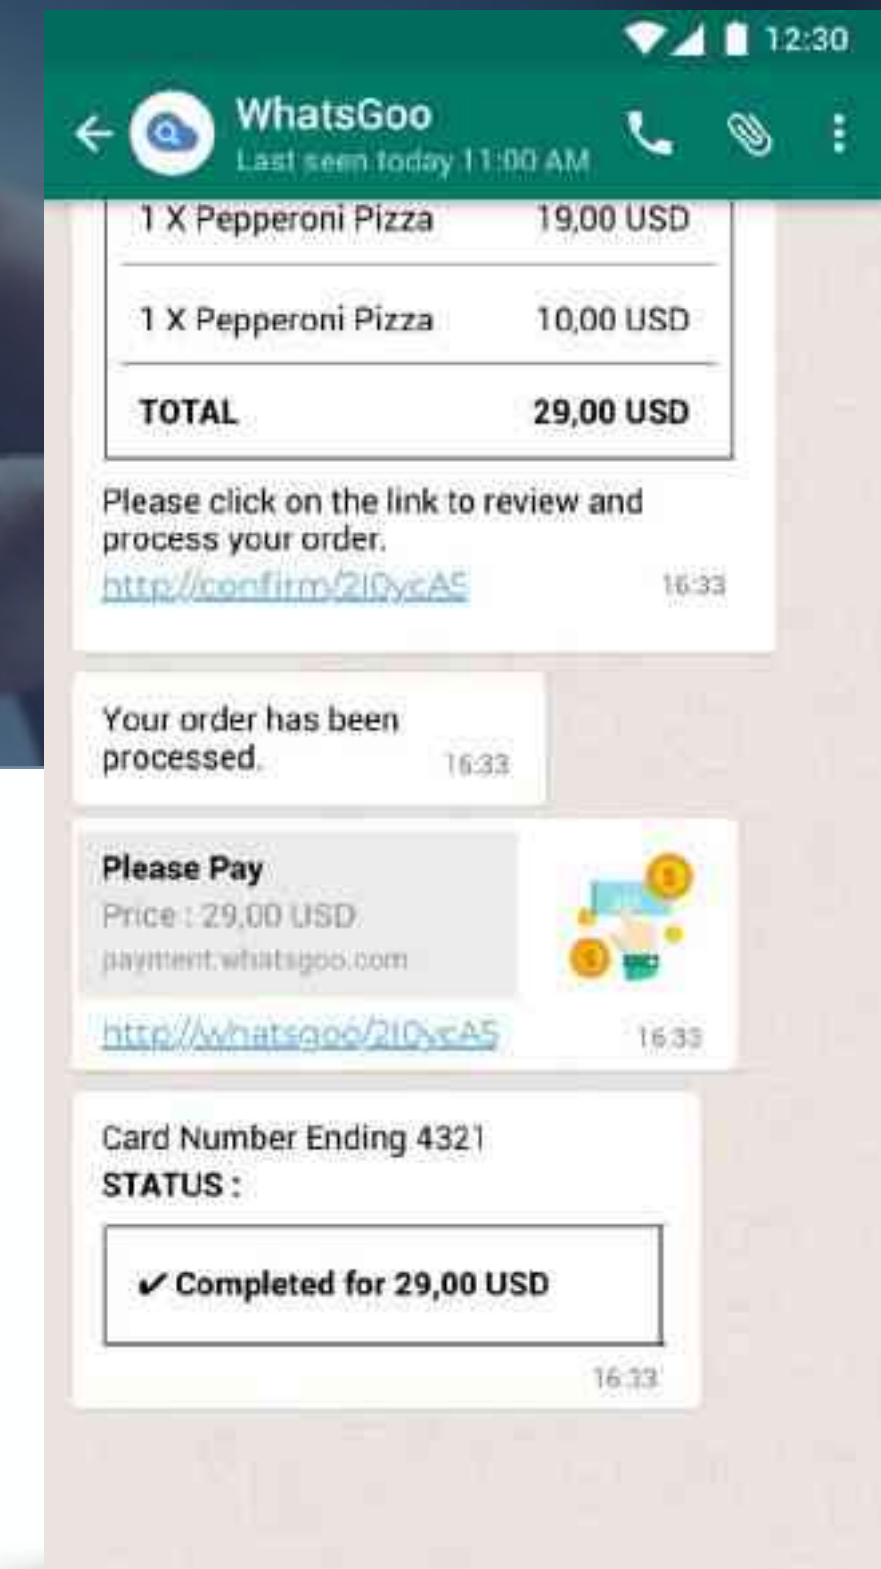 12:30
WhatsGoo
Last seen today 11:00 AM
1 X Pepperoni Pizza 19,00 USD
1 X Pepperoni Pizza 10,00 USD
TOTAL 29,00 USD
Please click on the link to review and
process your order.
http://confirm/2I0ycA5 16:33
Your order has been
processed. 16:33
Please Pay
Price : 29,00 USD
payment.whatsgoo.com
http://whatsgoo/2I0ycA5 16:33
Card Number Ending 4321
STATUS :
✔ Completed for 29,00 USD
16:33